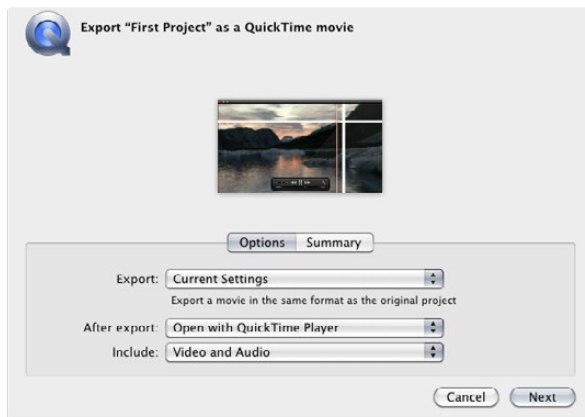 Export “First Project” as a QuickTime movie
Options Summary
Export: Current Settings
Export a movie in the same format as the original project
After export: Open with QuickTime Player
Include: Video and Audio
Cancel Next